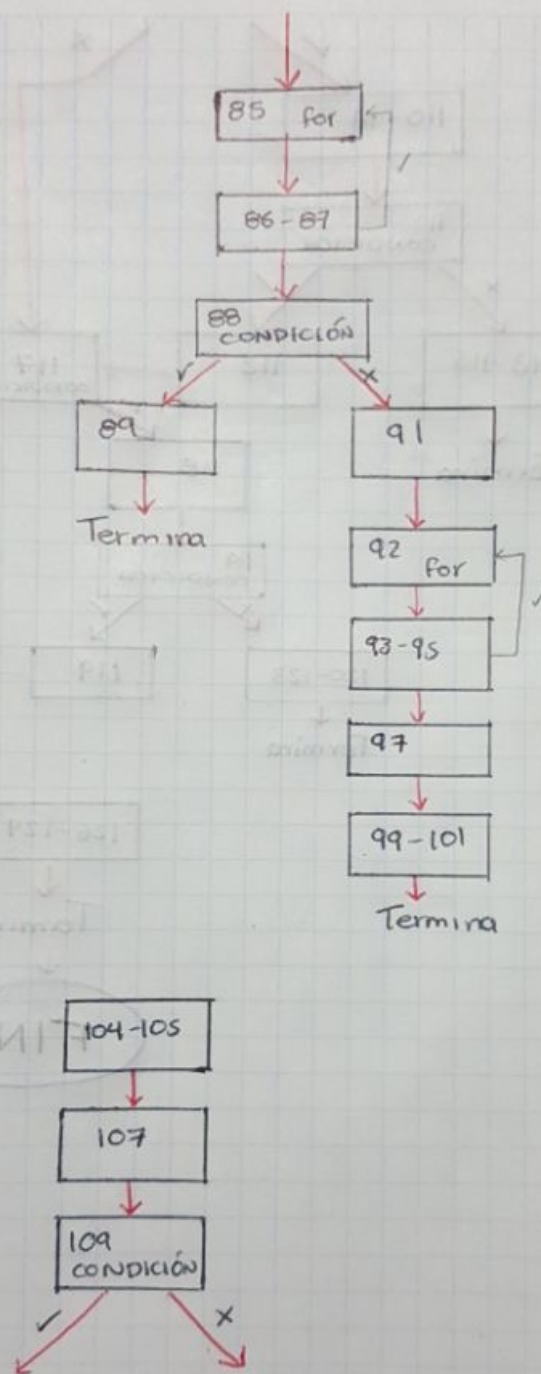 85 for
86-87
88
CONDICIÓN
✓ x
89
91
Termina
92 for
✓
93-95
97
99-101
Termina
104-105
107
109
CONDICIÓN
✓ x